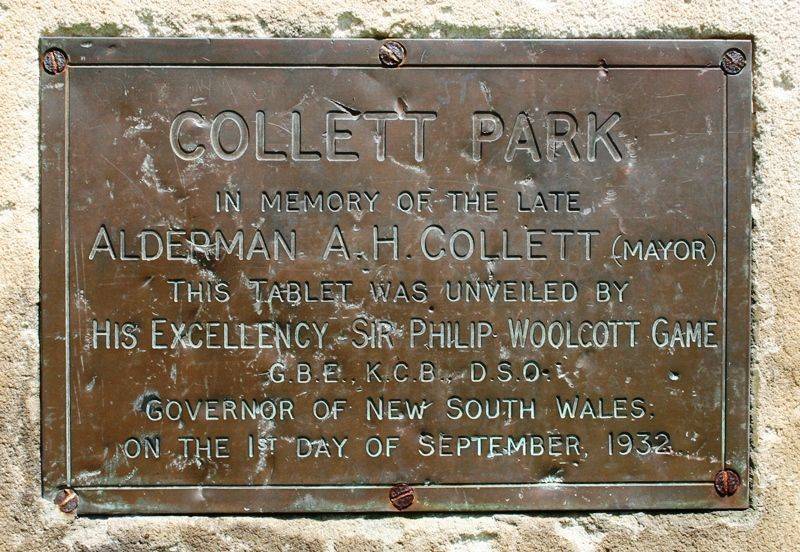 COLLETT PARK
IN MEMORY OF THE LATE
ALDERMAN A.H. COLLETT (MAYOR)
THIS TABLET WAS UNVEILED BY
HIS EXCELLENCY SIR PHILIP WOOLCOTT GAME
G.B.E., K.C.B., D.S.O.
GOVERNOR OF NEW SOUTH WALES.
ON THE 1ST DAY OF SEPTEMBER, 1932